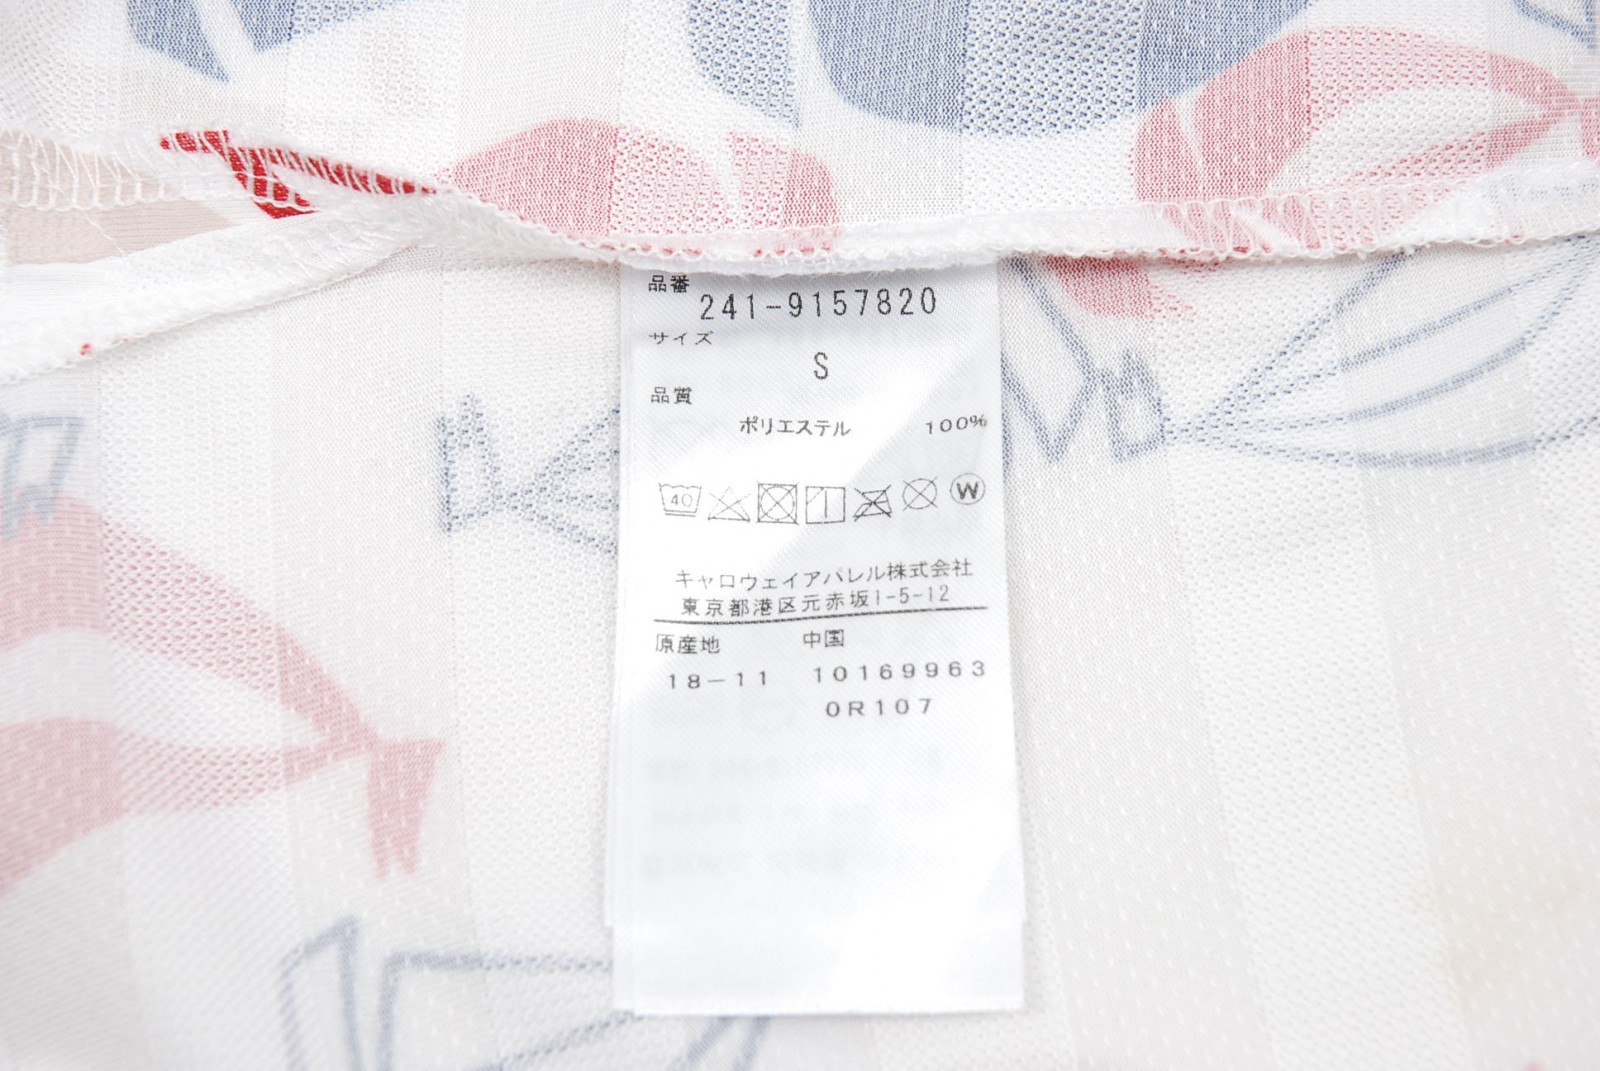 品番
241-9157820
サイズ
S
品質
ポリエステル 100%
40 W
キャロウェイアパレル株式会社
東京都港区元赤坂1-5-12
原産地 中国
18-11 10169963
0R107